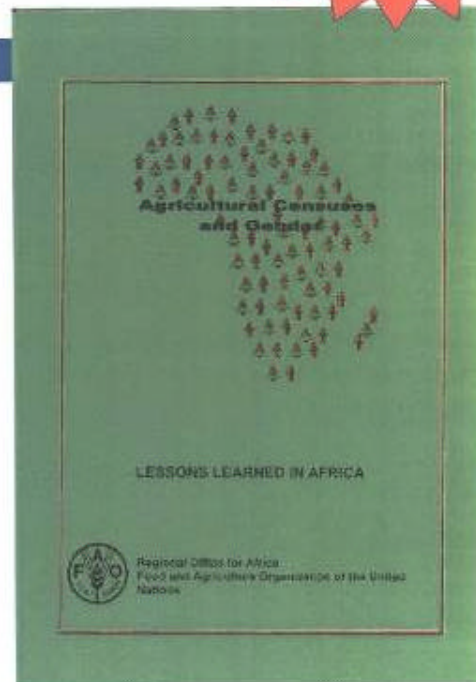 Agricultural Censuses
and Gender
LESSONS LEARNED IN AFRICA
F A O
Regional Office for Africa
Food and Agriculture Organization of the United
Nations